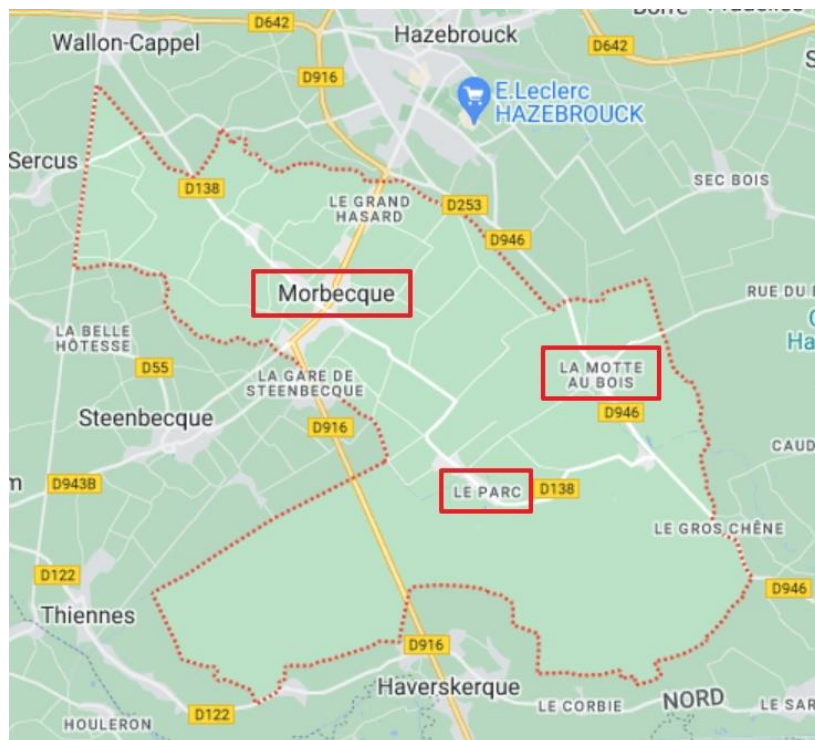 D642
Wallon-Cappel
Hazebrouck
D642
D916
E.Leclerc
HAZEBROUCK
Sercus
SEC BOIS
D138
LE GRAND
HASARD
D253
D946
Morbecque
RUE DU
LA BELLE
HÔTESSE
LA MOTTE
AU BOIS
D55
LA GARE DE
STEENBECQUE
D946
Steenbecque
D916
CAUD
D943B
LE PARC
D138
LE GROS CHÊNE
D122
D946
Thiennes
D916
Haverskerque
LE CORBIE
NORD
LE SAR
D122
HOULERON